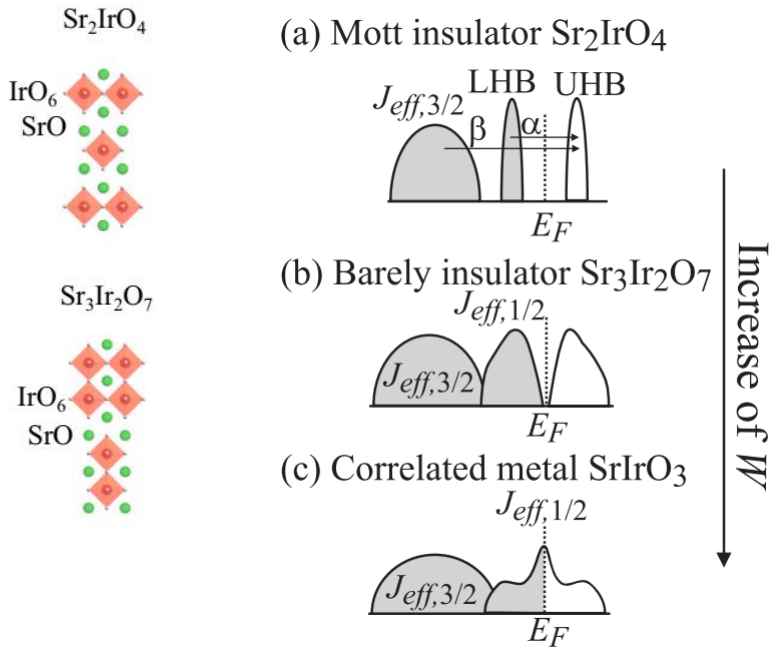 Sr2IrO4
IrO6
SrO
Sr3Ir2O7
IrO6
SrO
(a) Mott insulator Sr2IrO4
LHB UHB
Jeff,3/2
β α
EF
(b) Barely insulator Sr3Ir2O7
Jeff,1/2
Jeff,3/2
EF
(c) Correlated metal SrIrO3
Jeff,1/2
Jeff,3/2
EF
Increase of W